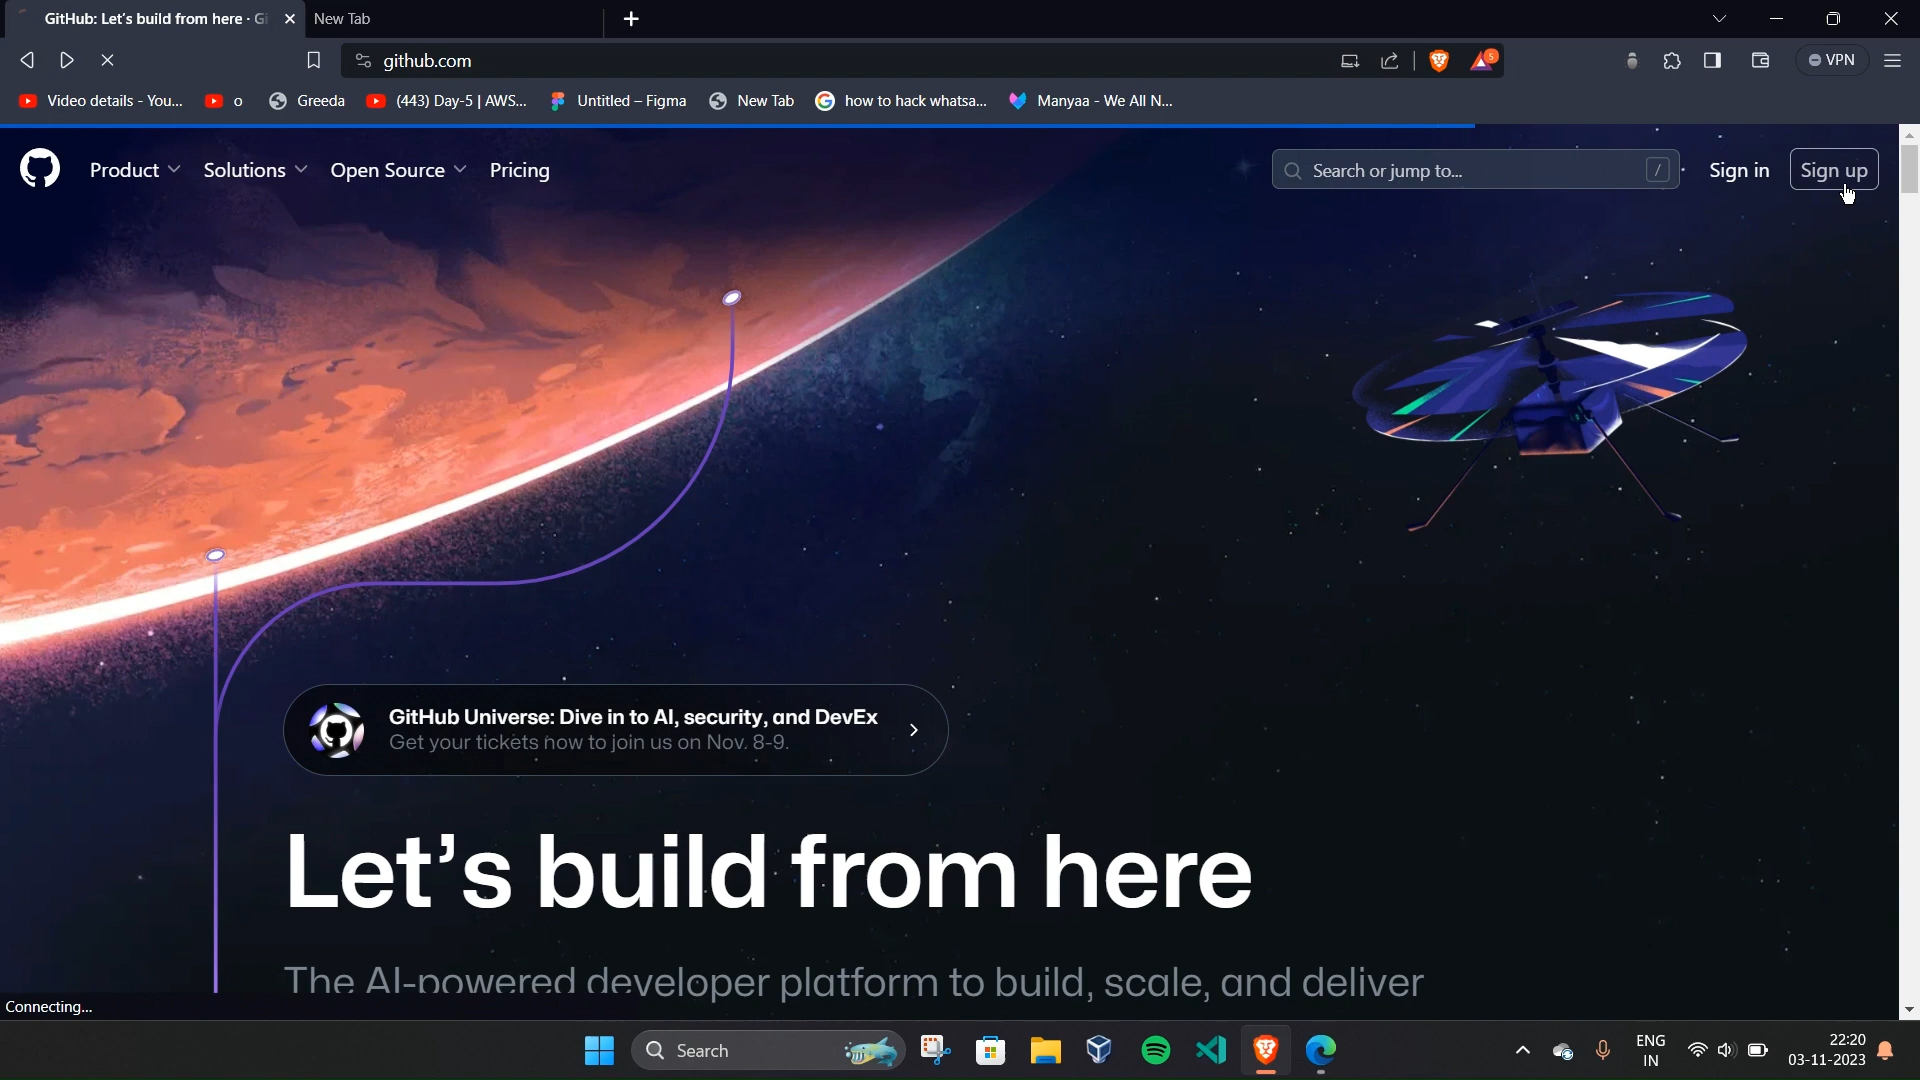 GitHub: Let's build from here · Gi
New Tab
github.com
5
VPN
Video details - You...
o
Greeda
(443) Day-5 | AWS...
Untitled – Figma
New Tab
how to hack whatsa...
Manyaa - We All N...
Product
Solutions
Open Source
Pricing
Search or jump to...
/
Sign in
Sign up
GitHub Universe: Dive in to AI, security, and DevEx
Get your tickets now to join us on Nov. 8-9.
Let's build from here
The AI-powered developer platform to build, scale, and deliver
Connecting...
Search
ENG
IN
22:20
03-11-2023